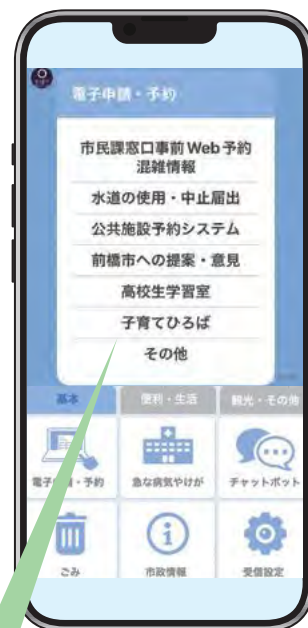 電子申請・予約
市民課窓口事前 Web 予約
混雑情報
水道の使用・中止届出
公共施設予約システム
前橋市への提案・意見
高校生学習室
子育てひろば
その他
基本
便利・生活
観光・その他
電子申請・予約
急な病気やけが
チャットボット
ごみ
市政情報
受信設定